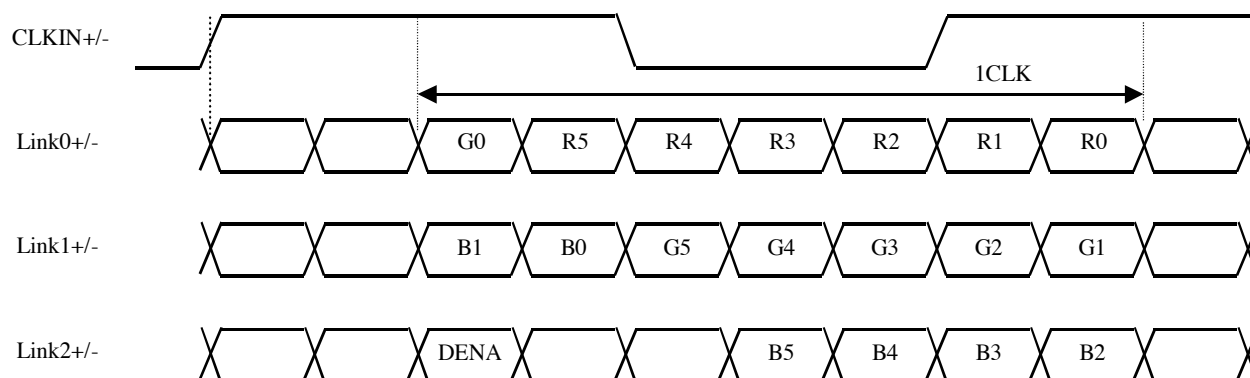 CLKIN+/-
1CLK
Link0+/- G0 R5 R4 R3 R2 R1 R0
Link1+/- B1 B0 G5 G4 G3 G2 G1
Link2+/- DENA B5 B4 B3 B2